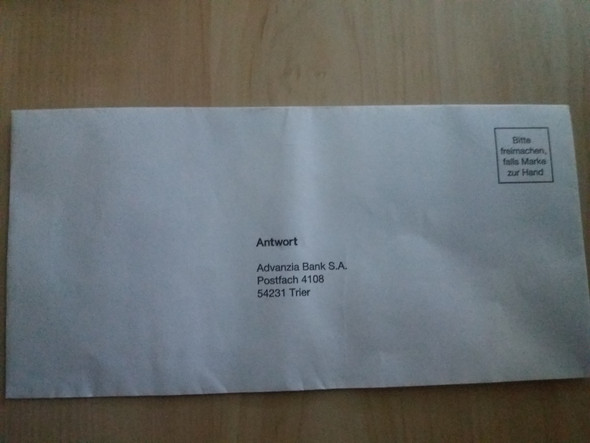 Bitte
freimachen,
falls Marke
zur Hand
Antwort
Advanzia Bank S.A.
Postfach 4108
54231 Trier